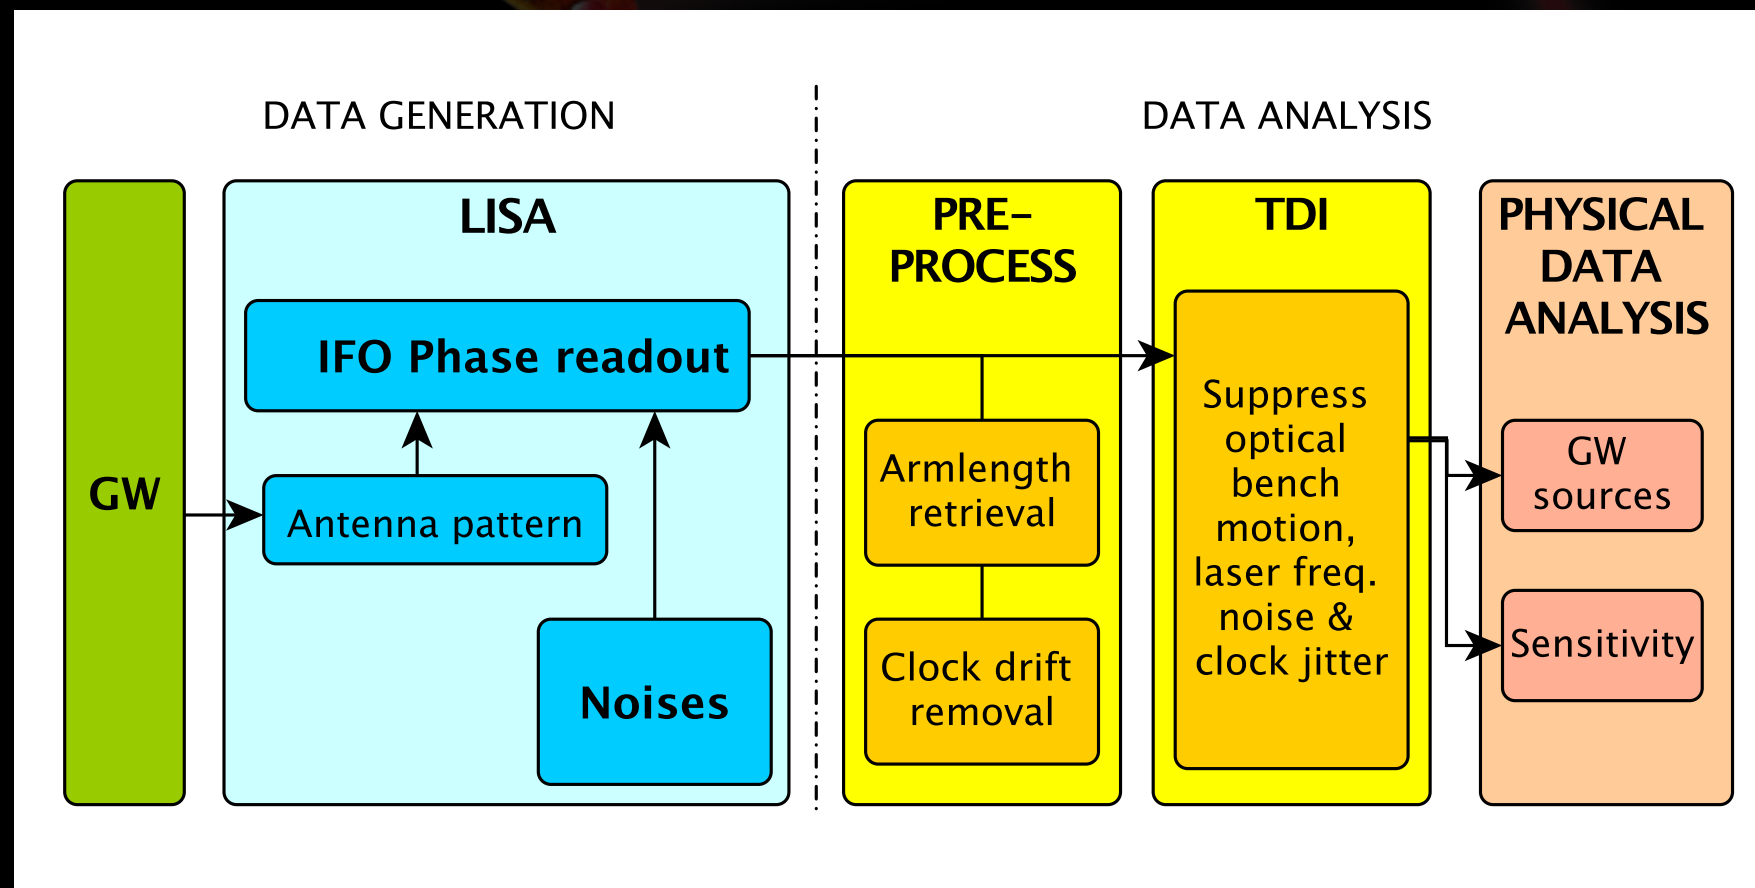 DATA GENERATION
DATA ANALYSIS
GW
LISA
IFO Phase readout
Antenna pattern
Noises
PRE-
PROCESS
Armlength
retrieval
Clock drift
removal
TDI
Suppress
optical
bench
motion,
laser freq.
noise &
clock jitter
PHYSICAL
DATA
ANALYSIS
GW
sources
Sensitivity